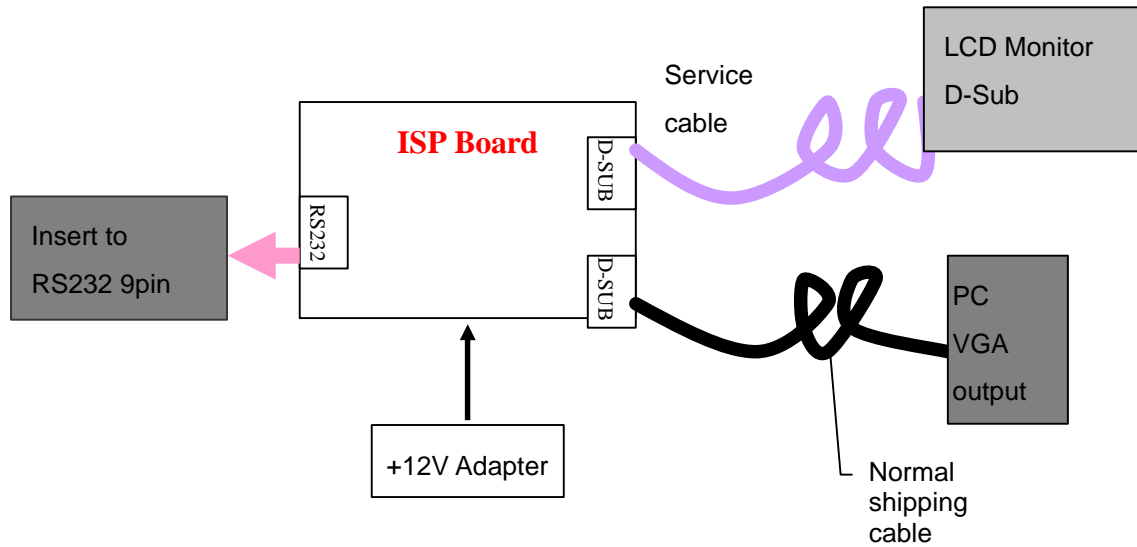 LCD Monitor
D-Sub
Service
cable
ISP Board
D-SUB
RS232
Insert to
RS232 9pin
D-SUB
PC
VGA
output
+12V Adapter
Normal
shipping
cable